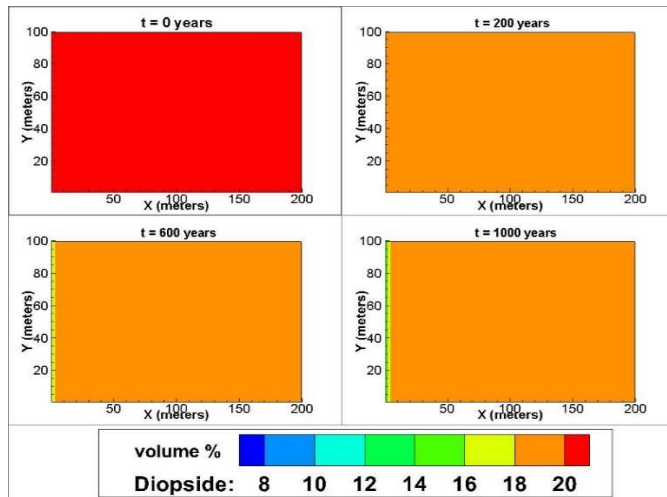 t = 0 years
100
80
60
40
20
Y (meters)
50 100 150 200
X (meters)
t = 200 years
100
80
60
40
20
Y (meters)
50 100 150 200
X (meters)
t = 600 years
100
80
60
40
20
Y (meters)
50 100 150 200
X (meters)
t = 1000 years
100
80
60
40
20
Y (meters)
50 100 150 200
X (meters)
volume %
Diopside: 8 10 12 14 16 18 20